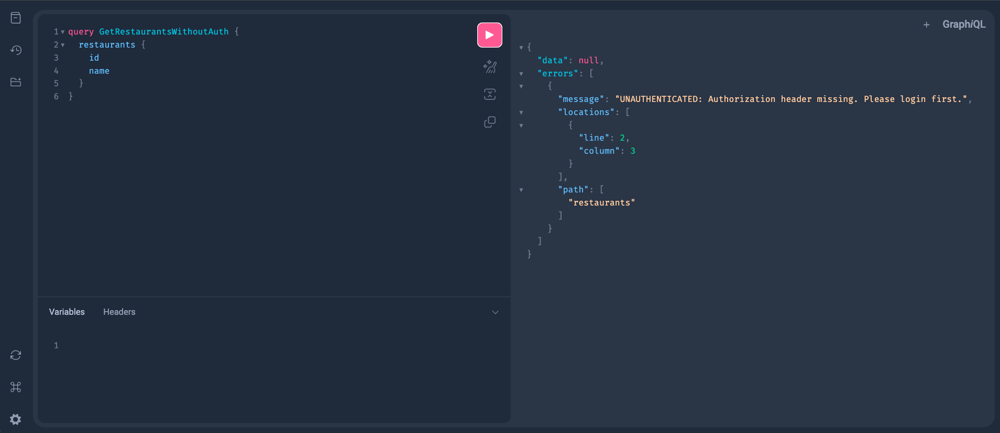 1 query GetRestaurantsWithoutAuth {
2   restaurants {
3     id
4     name
5   }
6 }
Variables Headers
1
+ GraphiQL
{
  "data": null,
  "errors": [
    {
      "message": "UNAUTHENTICATED: Authorization header missing. Please login first.",
      "locations": [
        {
          "line": 2,
          "column": 3
        }
      ],
      "path": [
        "restaurants"
      ]
    }
  ]
}